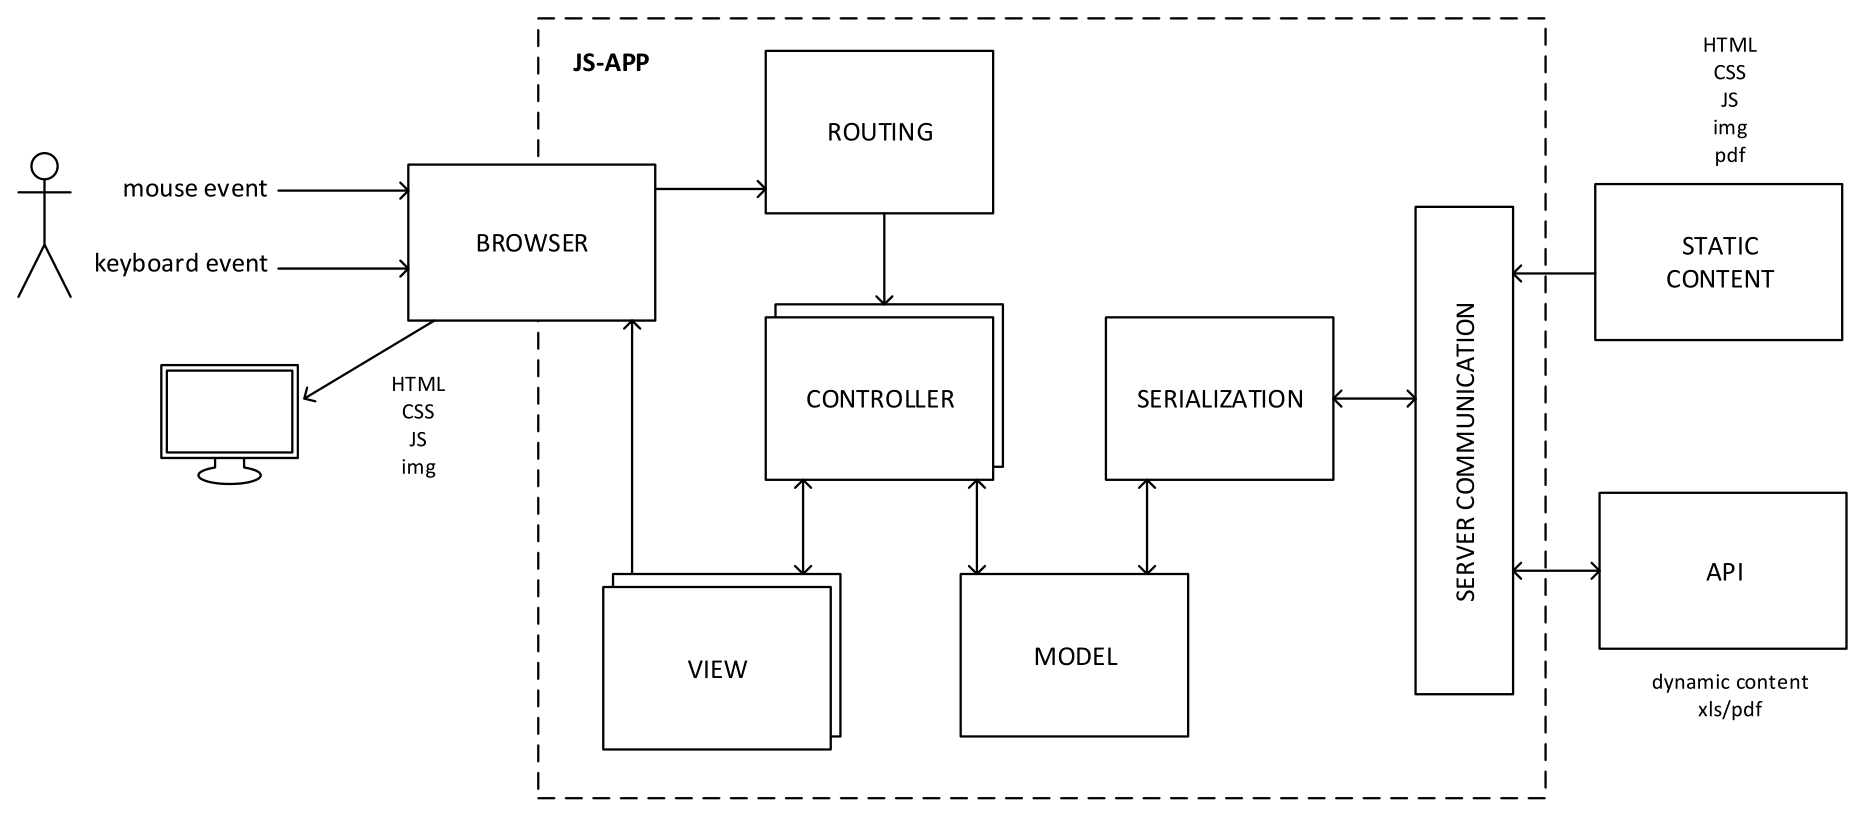 JS-APP
ROUTING
mouse event
keyboard event
BROWSER
HTML
CSS
JS
img
CONTROLLER
VIEW
MODEL
SERIALIZATION
SERVER COMMUNICATION
HTML
CSS
JS
img
pdf
STATIC
CONTENT
API
dynamic content
xls/pdf